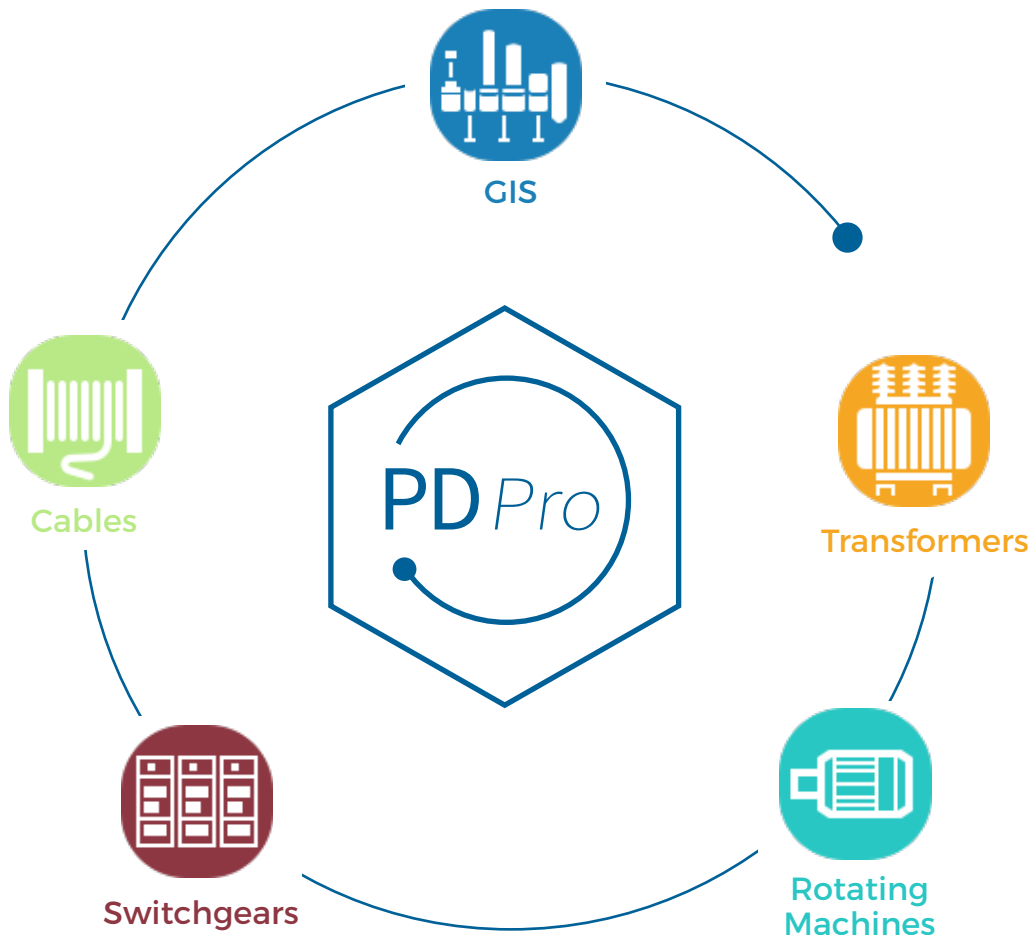 GIS
Cables
PD Pro
Transformers
Switchgears
Rotating
Machines